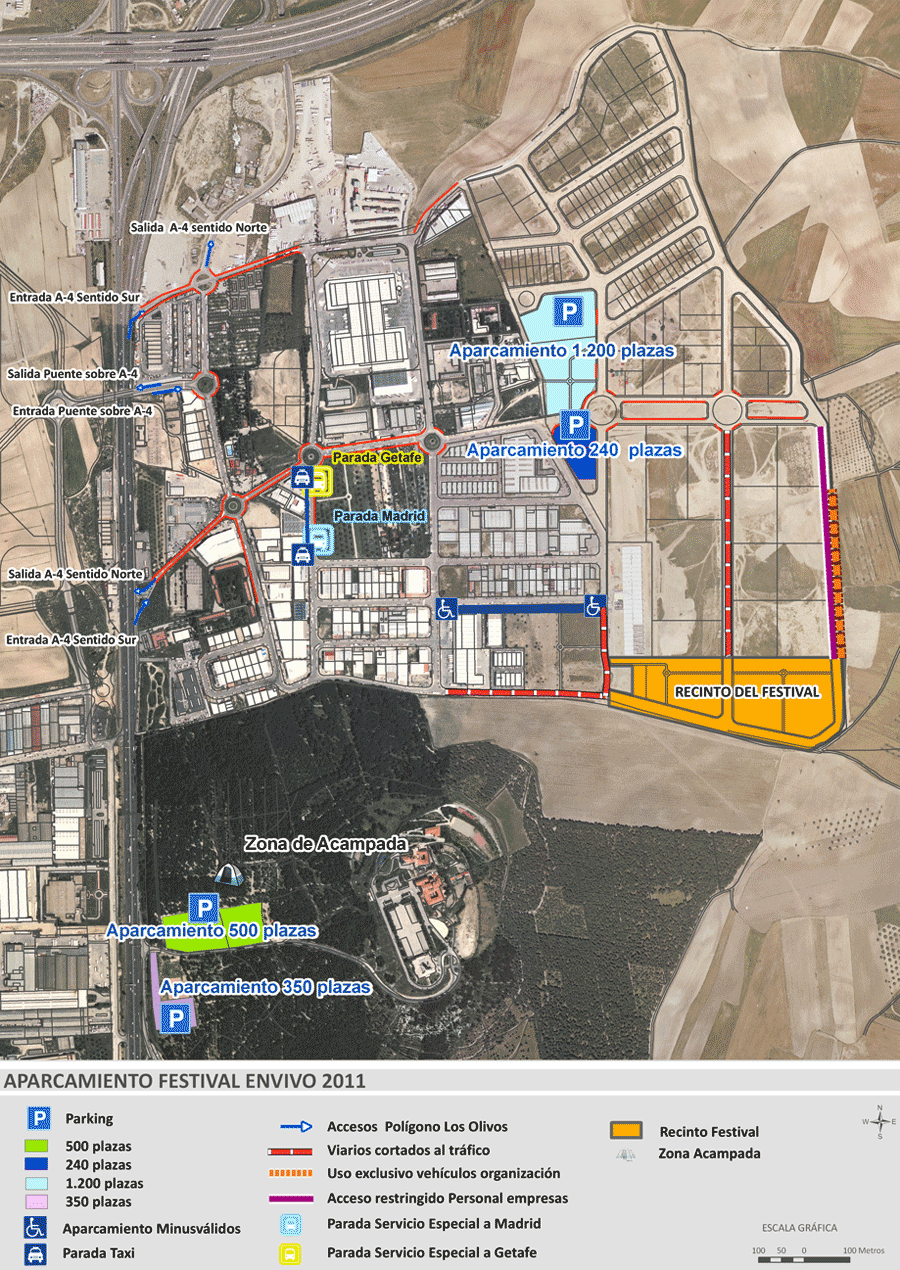 Salida A-4 sentido Norte
Entrada A-4 Sentido Sur
P
Aparcamiento 1.200 plazas
Salida Puente sobre A-4
Entrada Puente sobre A-4
P
Aparcamiento 240 plazas
Parada Getafe
Parada Madrid
Salida A-4 Sentido Norte
Entrada A-4 Sentido Sur
RECINTO DEL FESTIVAL
Zona de Acampada
P
Aparcamiento 500 plazas
Aparcamiento 350 plazas
P
APARCAMIENTO FESTIVAL ENVIVO 2011
P Parking
500 plazas
240 plazas
1.200 plazas
350 plazas
Aparcamiento Minusválidos
Parada Taxi
Accesos Polígono Los Olivos
Viarios cortados al tráfico
Uso exclusivo vehículos organización
Acceso restringido Personal empresas
Parada Servicio Especial a Madrid
Parada Servicio Especial a Getafe
Recinto Festival
Zona Acampada
N
W E
S
ESCALA GRÁFICA
100 50 0 100 Metros